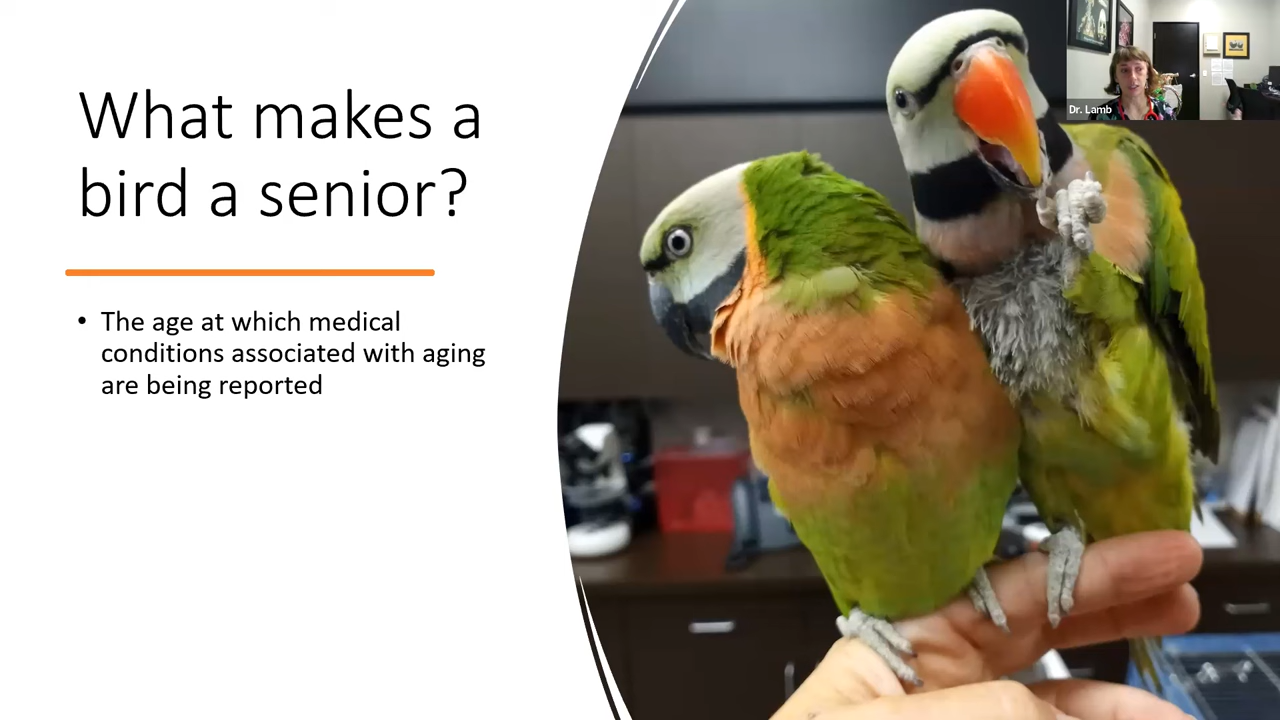 What makes a
bird a senior?
• The age at which medical
conditions associated with aging
are being reported
Dr. Lamb